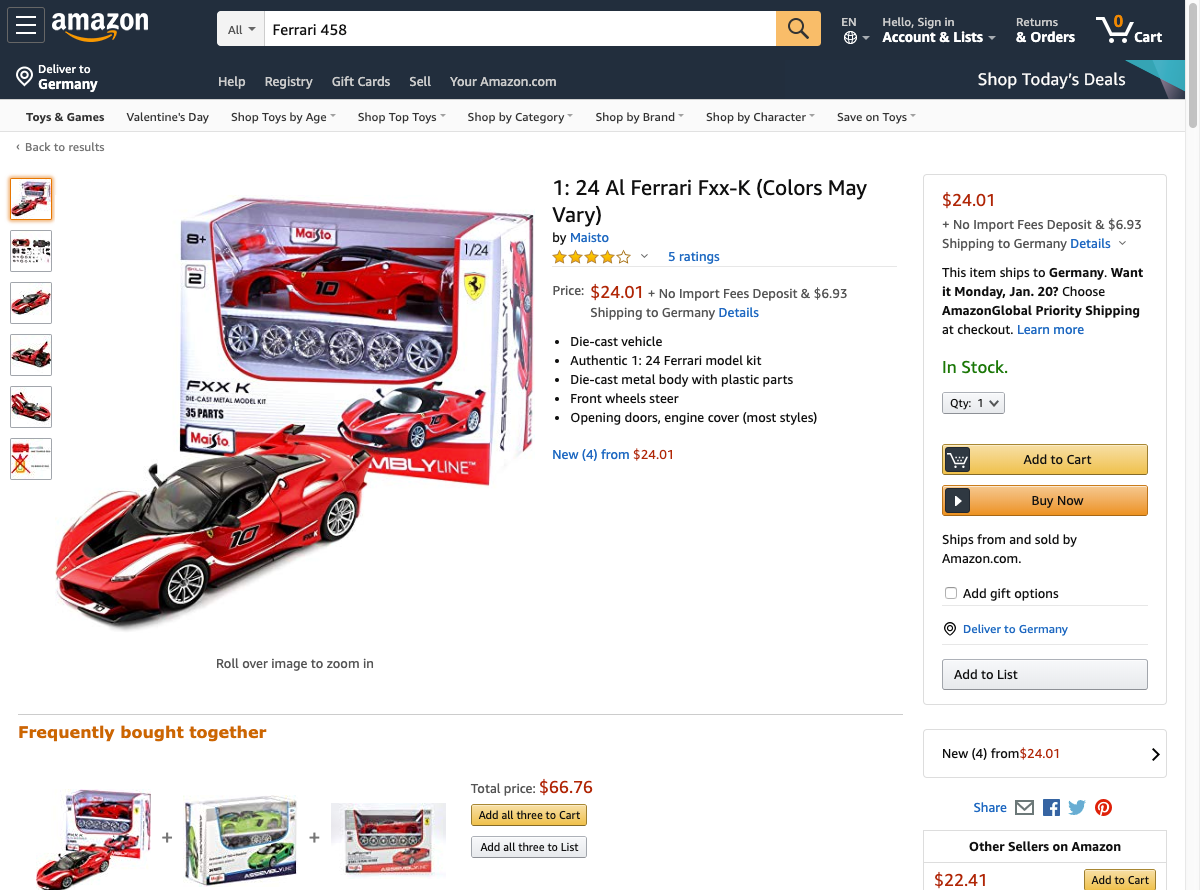 amazon
All
Ferrari 458
EN
Hello, Sign in
Account & Lists
Returns
& Orders
0
Cart
Deliver to
Germany
Help
Registry
Gift Cards
Sell
Your Amazon.com
Shop Today's Deals
Toys & Games
Valentine's Day
Shop Toys by Age
Shop Top Toys
Shop by Category
Shop by Brand
Shop by Character
Save on Toys
‹ Back to results
8+
SKILL
2
Maisto
1/24
10
FXX K
DIE-CAST METAL MODEL KIT
35 PARTS
Maisto
ASSEMBLYLINE™
10
Roll over image to zoom in
1: 24 Al Ferrari Fxx-K (Colors May
Vary)
by Maisto
5 ratings
Price: $24.01 + No Import Fees Deposit & $6.93
Shipping to Germany Details
• Die-cast vehicle
• Authentic 1: 24 Ferrari model kit
• Die-cast metal body with plastic parts
• Front wheels steer
• Opening doors, engine cover (most styles)
New (4) from $24.01
$24.01
+ No Import Fees Deposit & $6.93
Shipping to Germany Details
This item ships to Germany. Want
it Monday, Jan. 20? Choose
AmazonGlobal Priority Shipping
at checkout. Learn more
In Stock.
Qty: 1
Add to Cart
Buy Now
Ships from and sold by
Amazon.com.
Add gift options
Deliver to Germany
Add to List
New (4) from $24.01
Share
Other Sellers on Amazon
$22.41
Add to Cart
Frequently bought together
+
+
Total price: $66.76
Add all three to Cart
Add all three to List